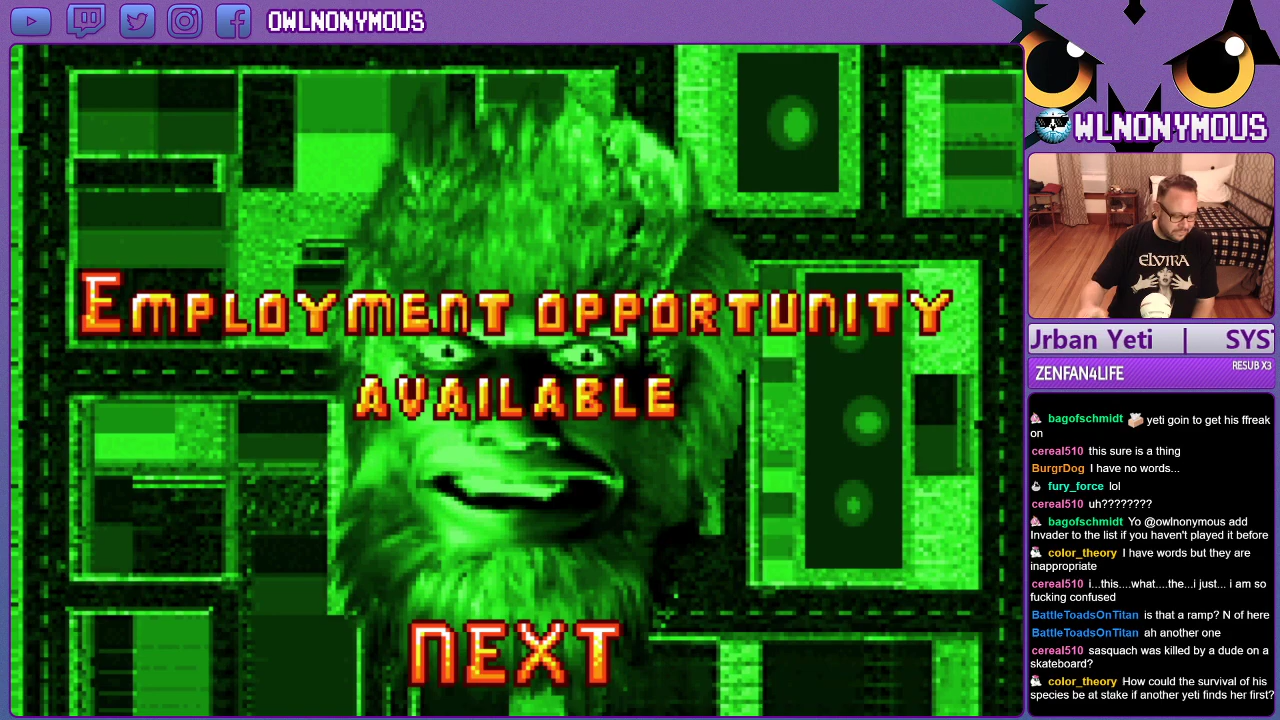 OWLNONYMOUS
OWLNONYMOUS
EMPLOYMENT OPPORTUNITY
AVAILABLE
NEXT
ELVIRA
Urban Yeti | SYS
ZENFAN4LIFE RESUB X3
bagofschmidt yeti goin to get his ffreak
on
cereal510 this sure is a thing
BurgrDog I have no words...
fury_force lol
cereal510 uh????????
bagofschmidt Yo @owlnonymous add
Invader to the list if you haven't played it before
color_theory I have words but they are
inappropriate
cereal510 i...this....what....the...i just... i am so
fucking confused
BattleToadsOnTitan is that a ramp? N of here
BattleToadsOnTitan ah another one
cereal510 sasquach was killed by a dude on a
skateboard?
color_theory How could the survival of his
species be at stake if another yeti finds her first?